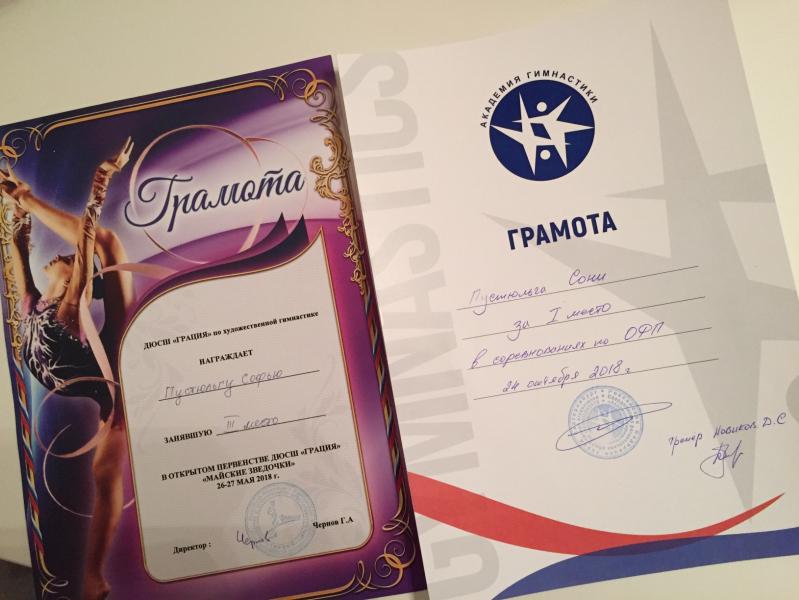 Грамота
ДЮСШ «ГРАЦИЯ» по художественной гимнастике
НАГРАЖДАЕТ
Пустюльгу Софью
ЗАНЯВШУЮ III место
В ОТКРЫТОМ ПЕРВЕНСТВЕ ДЮСШ «ГРАЦИЯ»
«МАЙСКИЕ ЗВЕДОЧКИ»
26-27 МАЯ 2018 г.
Директор : Чернов Чернов Г.А
АКАДЕМИЯ ГИМНАСТИКИ
GYMNASTICS
ГРАМОТА
Пустюльга Сони
за I место
в соревнованиях по ОФП
24 октября 2018 г.
тренер Новиков Д.С